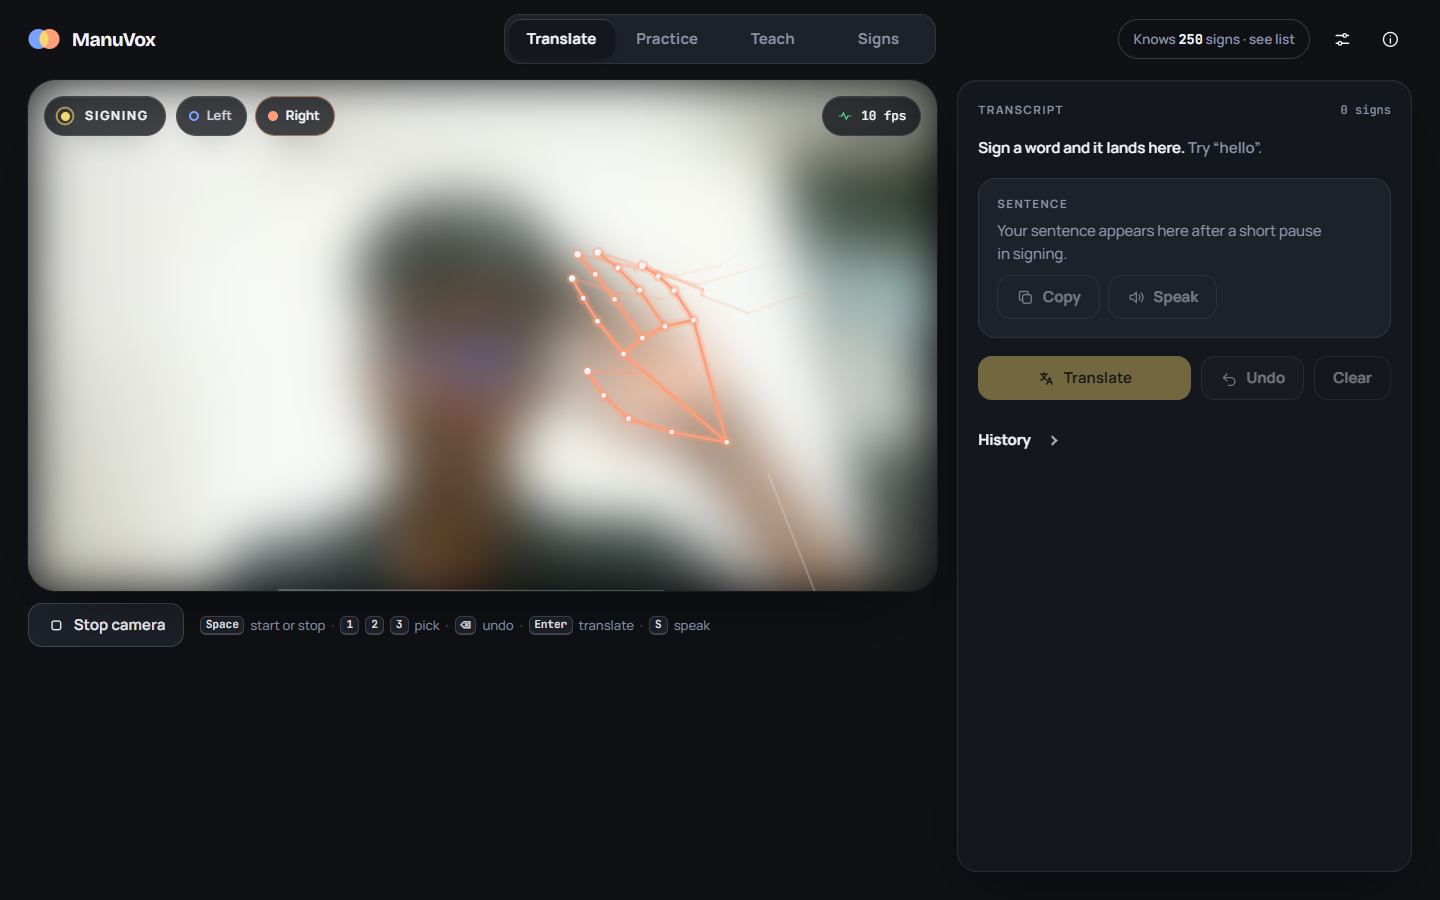 ManuVox
Translate
Practice
Teach
Signs
Knows 250 signs · see list
SIGNING
Left
Right
10 fps
TRANSCRIPT
0 signs
Sign a word and it lands here. Try “hello”.
SENTENCE
Your sentence appears here after a short pause
in signing.
Copy
Speak
Translate
Undo
Clear
History
Stop camera
Space start or stop · 1 2 3 pick · ⌫ undo · Enter translate · S speak